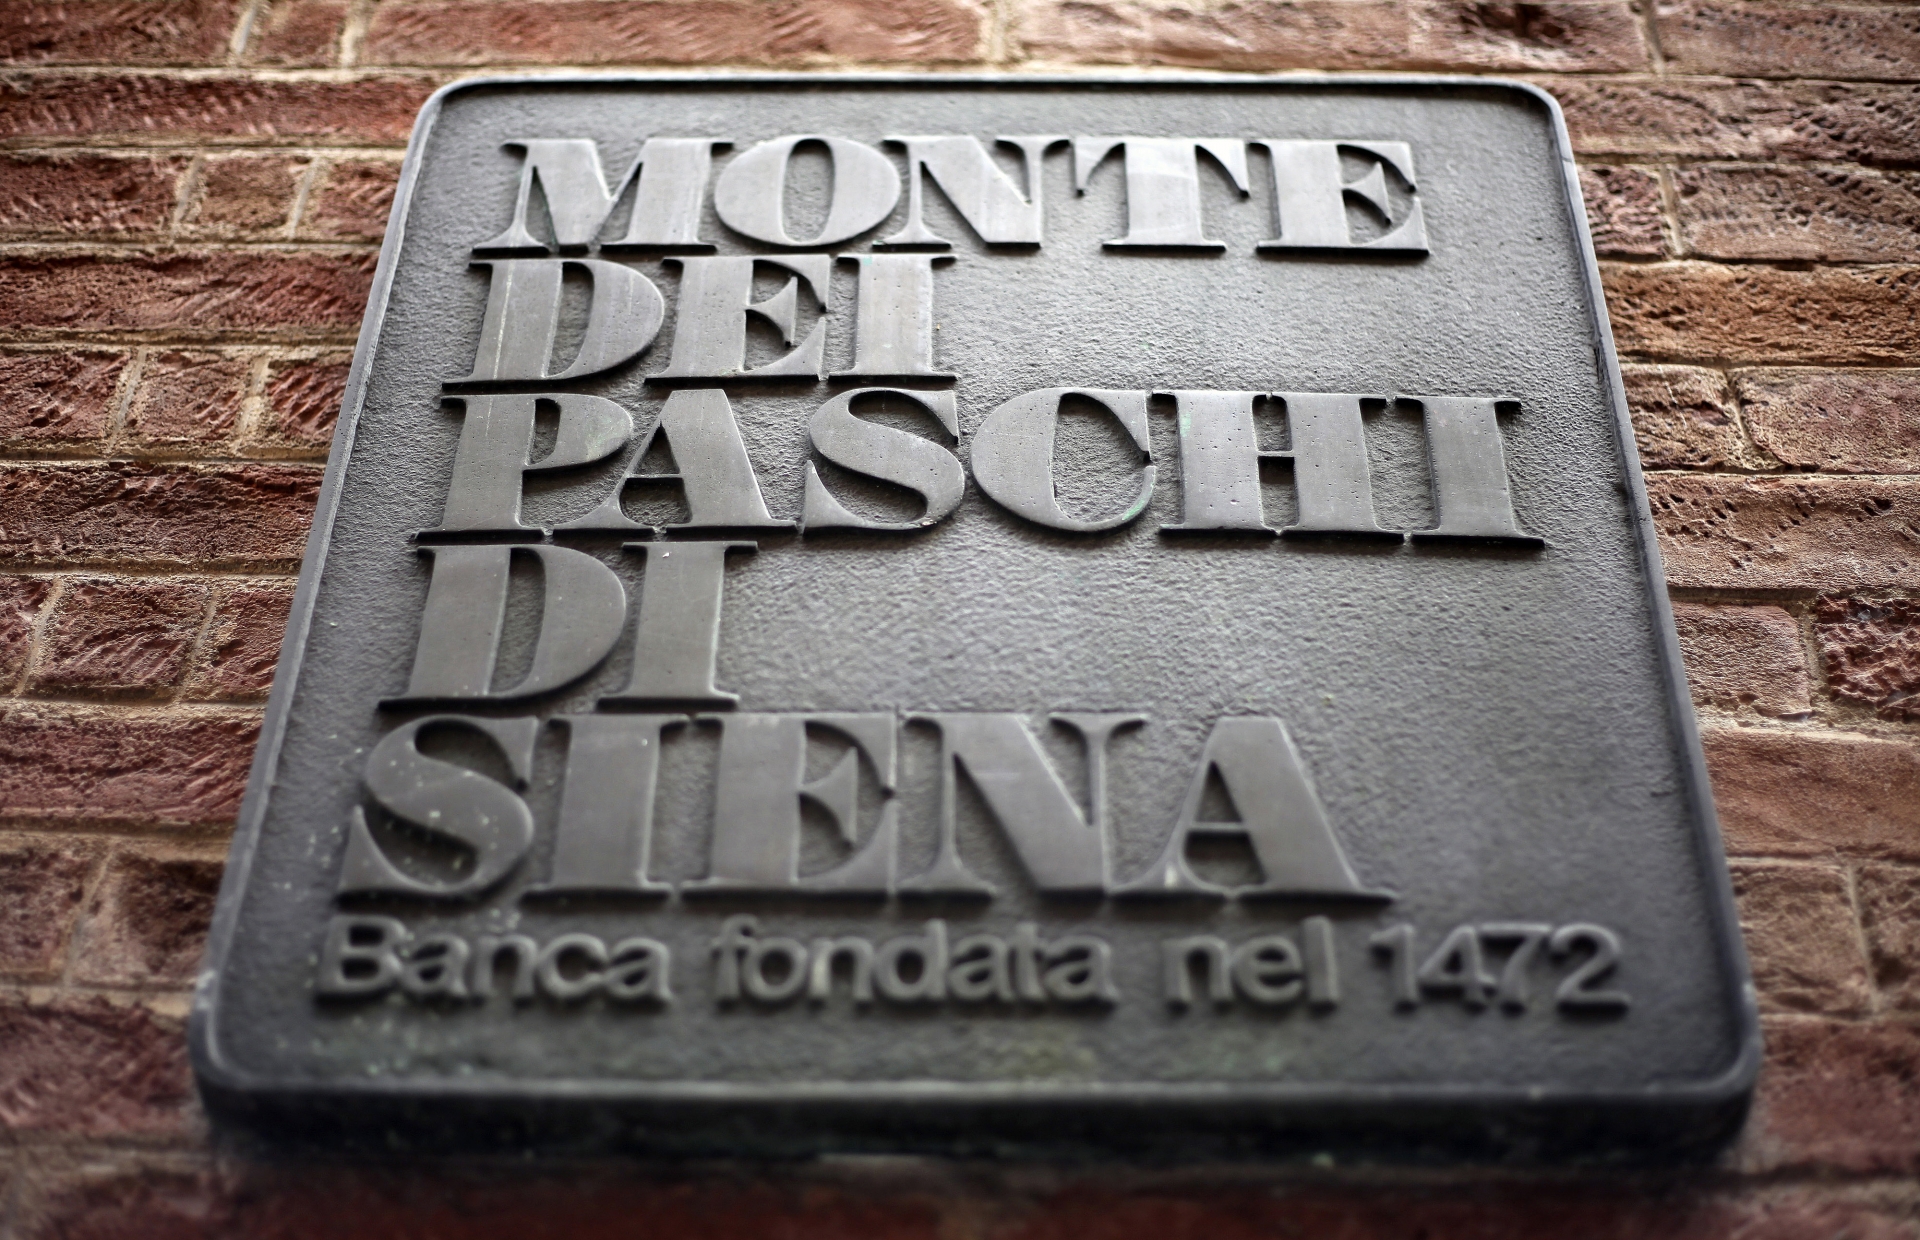 MONTE
DEI
PASCHI
DI
SIENA
Banca fondata nel 1472